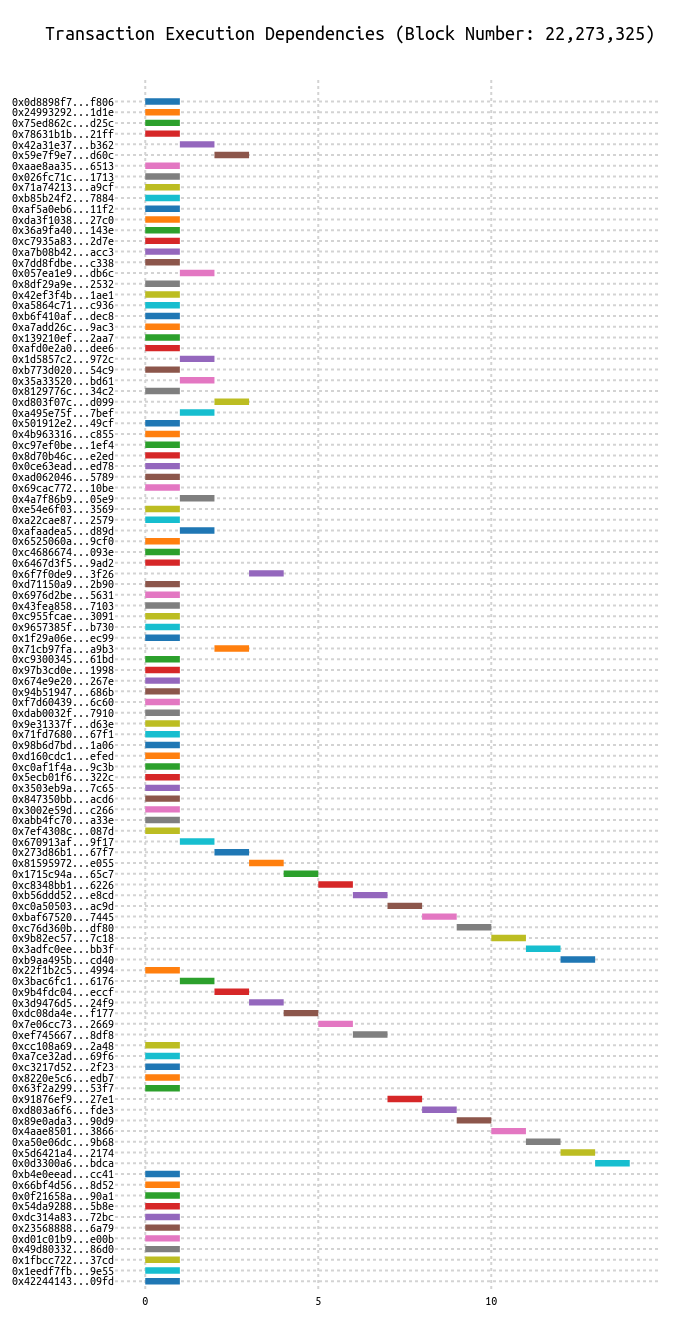 Transaction Execution Dependencies (Block Number: 22,273,325)
0x0d8898f7...f806
0x24993292...1d1e
0x75ed862c...d25c
0x78631b1b...21ff
0x42a31e37...b362
0x59e7f9e7...d60c
0xaae8aa35...6513
0x026fc71c...1713
0x71a74213...a9cf
0xb85b24f2...7884
0xaf5a0eb6...11f2
0xda3f1038...27c0
0x36a9fa40...143e
0xc7935a83...2d7e
0xa7b08b42...acc3
0x7dd8fdbe...c338
0x057ea1e9...db6c
0x8df29a9e...2532
0x42ef3f4b...1ae1
0xa5864c71...c936
0xb6f410af...dec8
0xa7add26c...9ac3
0x139210ef...2aa7
0xafd0e2a0...dee6
0x1d5857c2...972c
0xb773d020...54c9
0x35a33520...bd61
0x8129776c...34c2
0xd803f07c...d099
0xa495e75f...7bef
0x501912e2...49cf
0x4b963316...c855
0xc97ef0be...1ef4
0x8d70b46c...e2ed
0x0ce63ead...ed78
0xad062046...5789
0x69cac772...10be
0x4a7f86b9...05e9
0xe54e6f03...3569
0xa22cae87...2579
0xafaadea5...d89d
0x6525060a...9cf0
0xc4686674...093e
0x6467d3f5...9ad2
0x6f7f0de9...3f26
0xd71150a9...2b90
0x6976d2be...5631
0x43fea858...7103
0xc955fcae...3091
0x9657385f...b730
0x1f29a06e...ec99
0x71cb97fa...a9b3
0xc9300345...61bd
0x97b3cd0e...1998
0x674e9e20...267e
0x94b51947...686b
0xf7d60439...6c60
0xdab0032f...7910
0x9e31337f...d63e
0x71fd7680...67f1
0x98b6d7bd...1a06
0xd160cdc1...efed
0xc0af1f4a...9c3b
0x5ecb01f6...322c
0x3503eb9a...7c65
0x847350bb...acd6
0x3002e59d...c266
0xabb4fc70...a33e
0x7ef4308c...087d
0x670913af...9f17
0x273d86b1...67f7
0x81595972...e055
0x1715c94a...65c7
0xc8348bb1...6226
0xb56ddd52...e8cd
0xc0a50503...ac9d
0xbaf67520...7445
0xc76d360b...df80
0x9b82ec57...7c18
0x3adfc0ee...bb3f
0xb9aa495b...cd40
0x22f1b2c5...4994
0x3bac6fc1...6176
0x9b4fdc04...eccf
0x3d9476d5...24f9
0xdc08da4e...f177
0x7e06cc73...2669
0xef745667...8df8
0xcc108a69...2a48
0xa7ce32ad...69f6
0xc3217d52...2f23
0x8220e5c6...edb7
0x63f2a299...53f7
0x91876ef9...27e1
0xd803a6f6...fde3
0x89e0ada3...90d9
0x4aae8501...3866
0xa50e06dc...9b68
0x5d6421a4...2174
0x0d3300a6...bdca
0xb4e0eead...cc41
0x66bf4d56...8d52
0x0f21658a...90a1
0x54da9288...5b8e
0xdc314a83...72bc
0x23568888...6a79
0xd01c01b9...e00b
0x49d80332...86d0
0x1fbcc722...37cd
0x1eedf7fb...9e55
0x42244143...09fd
0 5 10